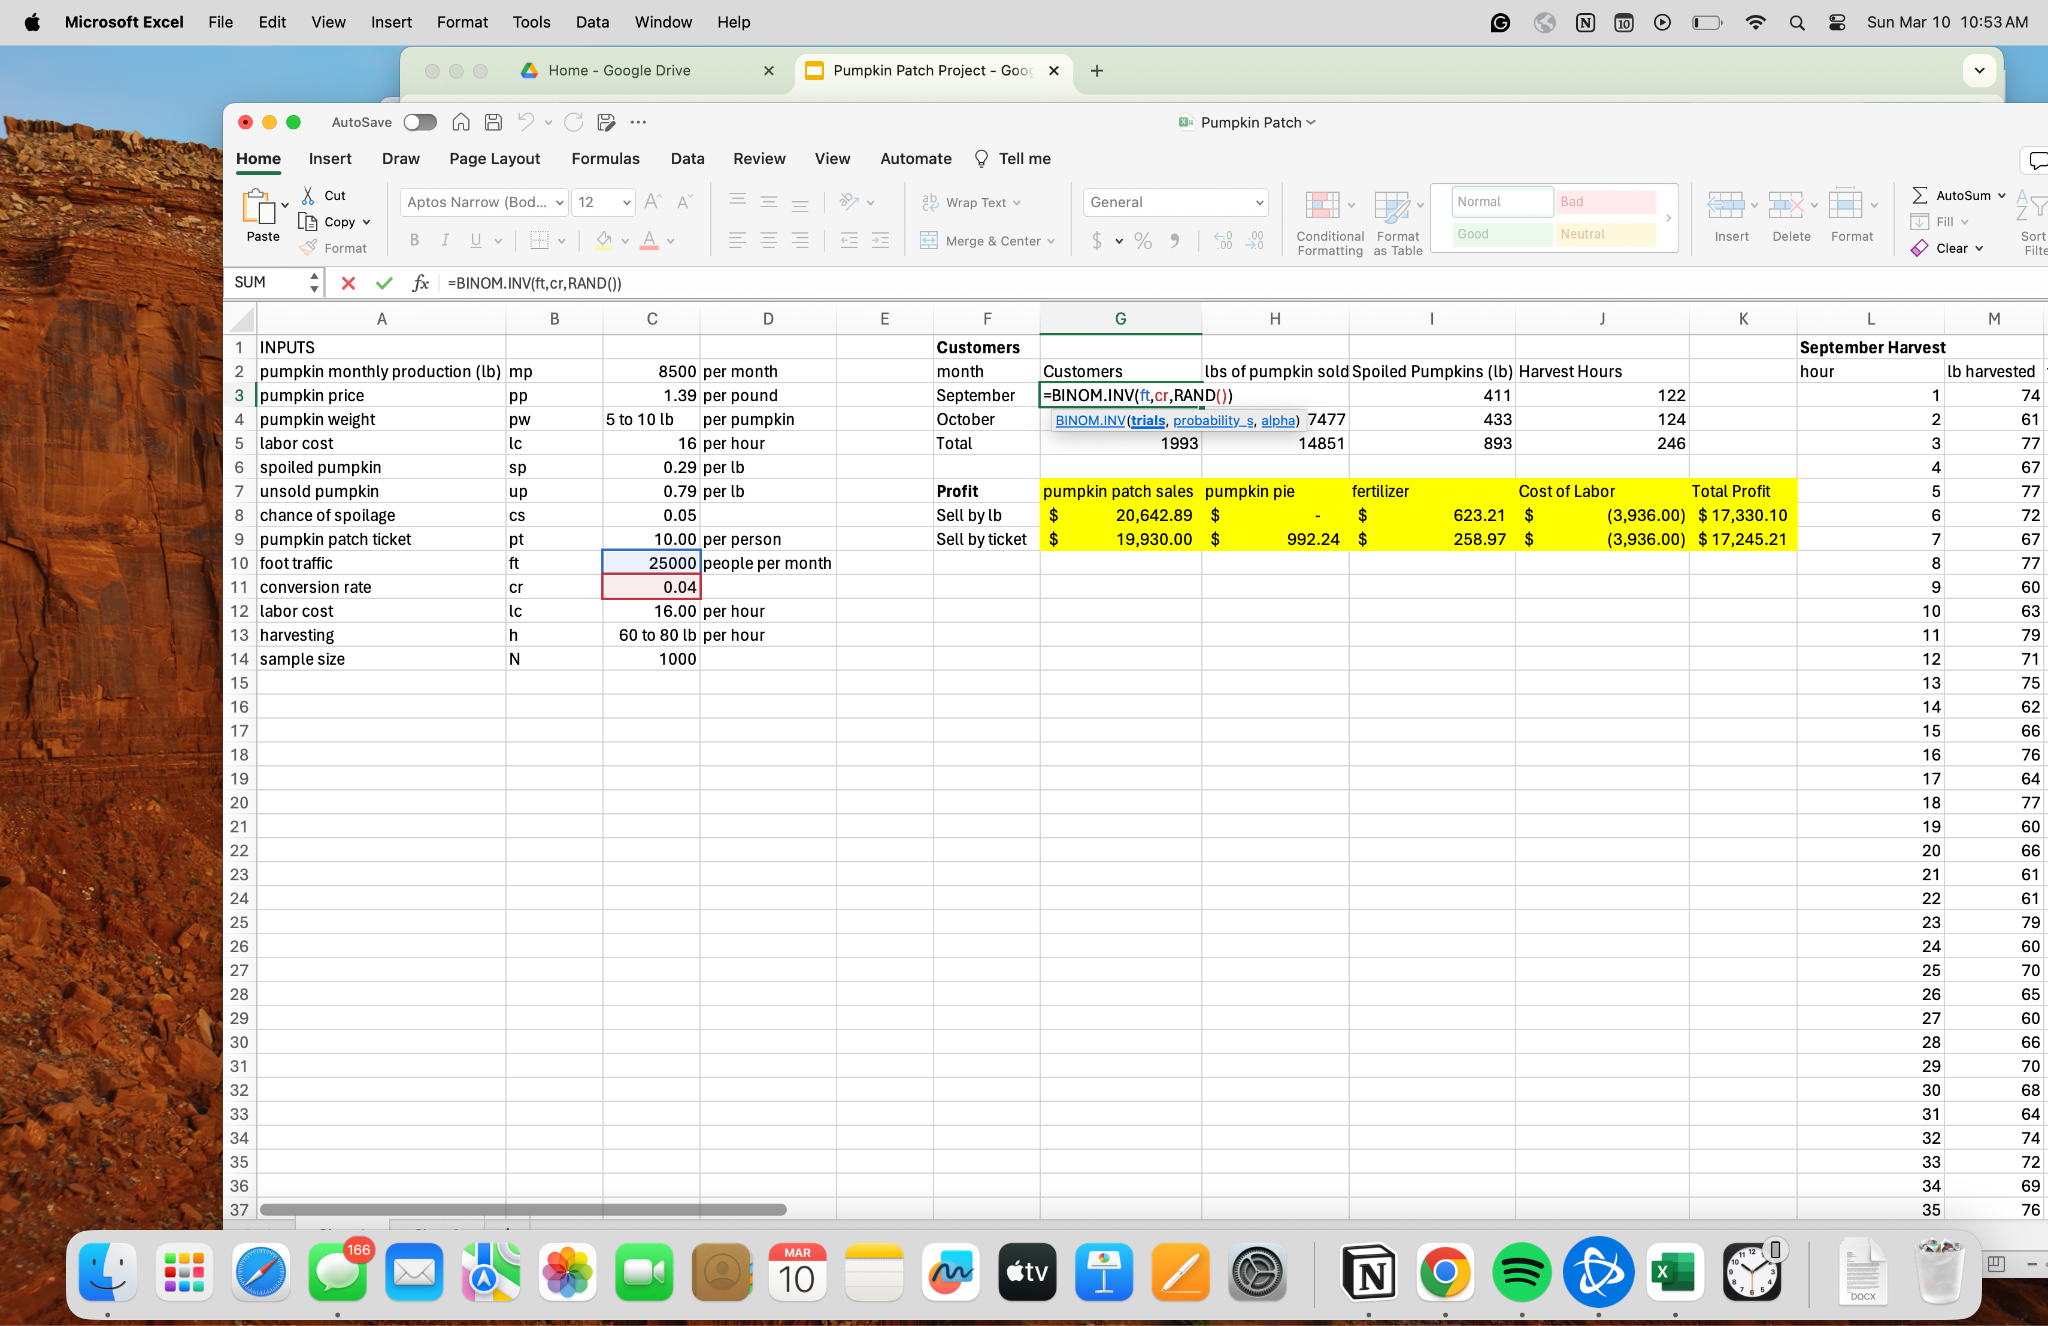 Microsoft Excel File Edit View Insert Format Tools Data Window Help 10 Sun Mar 10 10:53 AM
Home - Google Drive Pumpkin Patch Project - Goo
AutoSave Pumpkin Patch
Home Insert Draw Page Layout Formulas Data Review View Automate Tell me
Paste Cut Copy Format
Aptos Narrow (Bod... 12 A A
B I U A
ab Wrap Text
Merge & Center
General
$ % .00 .00
Conditional Formatting Format as Table
Normal Bad
Good Neutral
Insert Delete Format
AutoSum Fill Clear
Sort
SUM fx =BINOM.INV(ft,cr,RAND())
A B C D E F G H I J K L M
1 INPUTS Customers September Harvest
2 pumpkin monthly production (lb) mp 8500 per month month Customers lbs of pumpkin sold Spoiled Pumpkins (lb) Harvest Hours hour lb harvested
3 pumpkin price pp 1.39 per pound September =BINOM.INV(ft,cr,RAND()) 411 122 1 74
4 pumpkin weight pw 5 to 10 lb per pumpkin October BINOM.INV(trials, probability_s, alpha) 7477 433 124 2 61
5 labor cost lc 16 per hour Total 1993 14851 893 246 3 77
6 spoiled pumpkin sp 0.29 per lb 4 67
7 unsold pumpkin up 0.79 per lb Profit pumpkin patch sales pumpkin pie fertilizer Cost of Labor Total Profit 5 77
8 chance of spoilage cs 0.05 Sell by lb $ 20,642.89 $ - $ 623.21 $ (3,936.00) $ 17,330.10 6 72
9 pumpkin patch ticket pt 10.00 per person Sell by ticket $ 19,930.00 $ 992.24 $ 258.97 $ (3,936.00) $ 17,245.21 7 67
10 foot traffic ft 25000 people per month 8 77
11 conversion rate cr 0.04 9 60
12 labor cost lc 16.00 per hour 10 63
13 harvesting h 60 to 80 lb per hour 11 79
14 sample size N 1000 12 71
15 13 75
16 14 62
17 15 66
18 16 76
19 17 64
20 18 77
21 19 60
22 20 66
23 21 61
24 22 61
25 23 79
26 24 60
27 25 70
28 26 65
29 27 60
30 28 66
31 29 70
32 30 68
33 31 64
34 32 74
35 33 72
36 34 69
37 35 76
166 MAR 10 tv DOCX